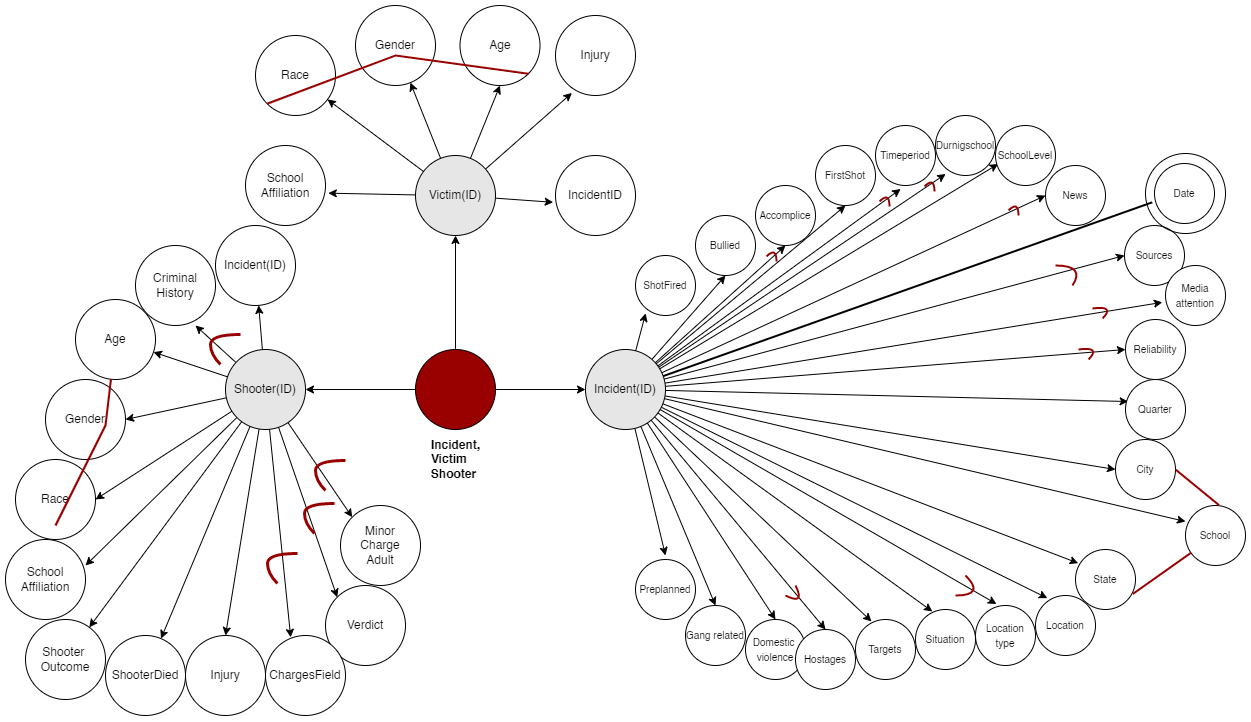 Race
Gender
Age
Injury
School
Affiliation
Victim(ID)
IncidentID
Incident(ID)
Criminal
History
Age
Gender
Race
School
Affiliation
Shooter
Outcome
ShooterDied
Injury
ChargesField
Verdict
Minor
Charge
Adult
Shooter(ID)
Incident,
Victim
Shooter
Incident(ID)
ShotFired
Bullied
Accomplice
FirstShot
Timeperiod
Durnigschool
SchoolLevel
News
Date
Sources
Media
attention
Reliability
Quarter
City
School
State
Location
Location
type
Situation
Targets
Hostages
Domestic
violence
Gang related
Preplanned